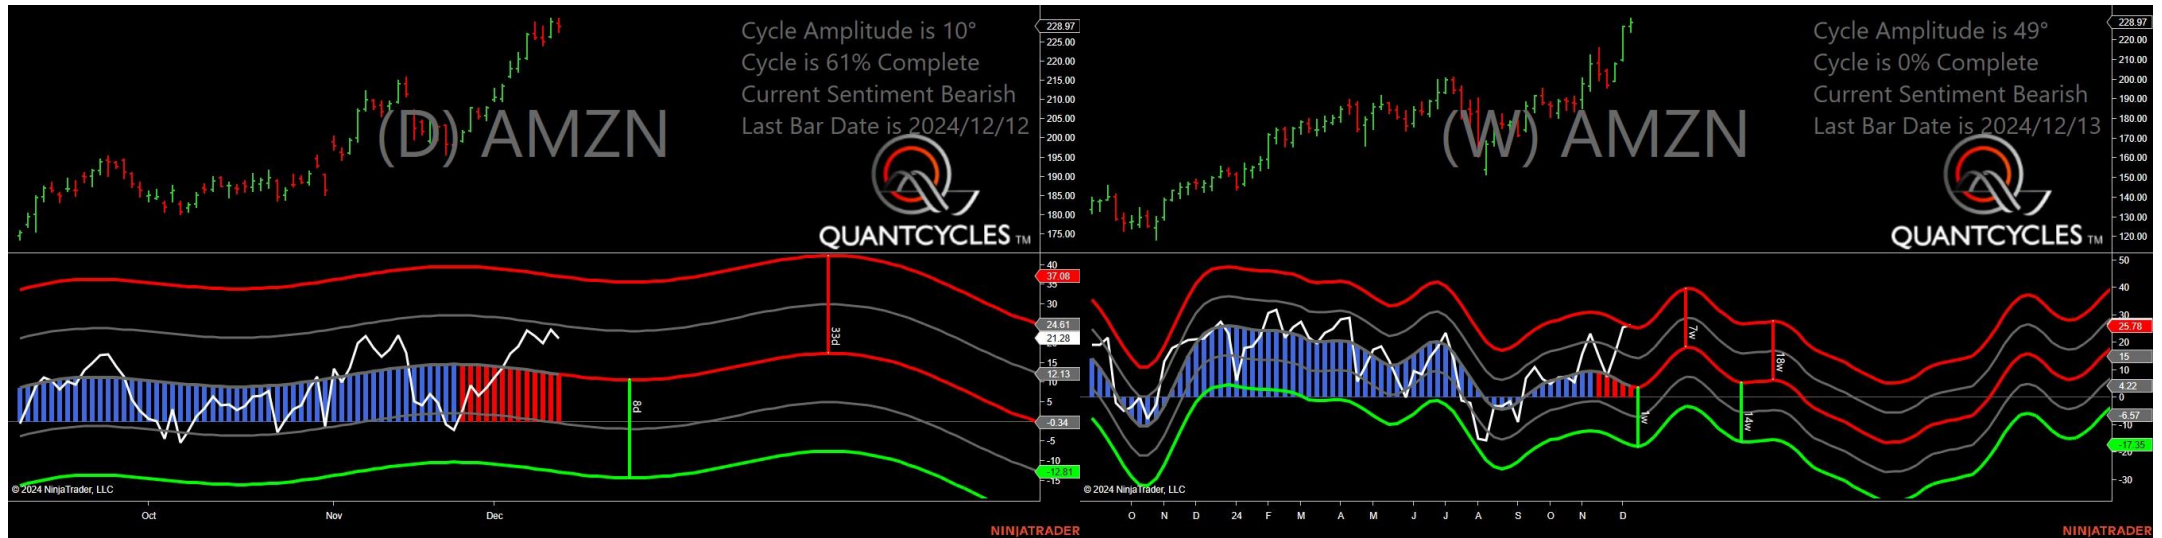 Cycle Amplitude is 10°
Cycle is 61% Complete
Current Sentiment Bearish
Last Bar Date is 2024/12/12
(D) AMZN
QUANTCYCLES TM
228.97
225.00
220.00
215.00
210.00
205.00
200.00
195.00
190.00
185.00
180.00
175.00
40
37.08
35
30
24.61
21.28
15
12.13
10
5
-0.34
-5
-10
-12.81
-15
33d
8d
© 2024 NinjaTrader, LLC
Oct
Nov
Dec
NINJATRADER
Cycle Amplitude is 49°
Cycle is 0% Complete
Current Sentiment Bearish
Last Bar Date is 2024/12/13
(W) AMZN
QUANTCYCLES TM
228.97
220.00
210.00
200.00
190.00
180.00
170.00
160.00
150.00
140.00
130.00
120.00
50
40
30
25.78
20
15
10
4.22
0
-6.57
-10
-17.35
-20
-30
7w
18w
1w
14w
© 2024 NinjaTrader, LLC
O N D 24 F M A M J J A S O N D
NINJATRADER